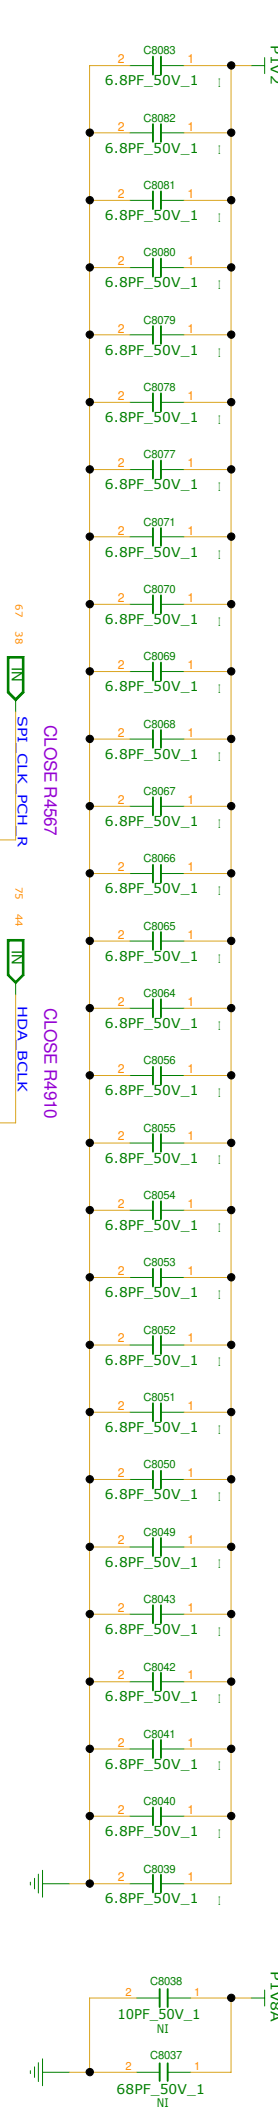 P1V2
2 C8083 1
6.8PF_50V_1
2 C8082 1
6.8PF_50V_1
2 C8081 1
6.8PF_50V_1
2 C8080 1
6.8PF_50V_1
2 C8079 1
6.8PF_50V_1
2 C8078 1
6.8PF_50V_1
2 C8077 1
6.8PF_50V_1
2 C8071 1
6.8PF_50V_1
2 C8070 1
6.8PF_50V_1
2 C8069 1
6.8PF_50V_1
2 C8068 1
6.8PF_50V_1
2 C8067 1
6.8PF_50V_1
2 C8066 1
6.8PF_50V_1
2 C8065 1
6.8PF_50V_1
2 C8064 1
6.8PF_50V_1
2 C8056 1
6.8PF_50V_1
2 C8055 1
6.8PF_50V_1
2 C8054 1
6.8PF_50V_1
2 C8053 1
6.8PF_50V_1
2 C8052 1
6.8PF_50V_1
2 C8051 1
6.8PF_50V_1
2 C8050 1
6.8PF_50V_1
2 C8049 1
6.8PF_50V_1
2 C8043 1
6.8PF_50V_1
2 C8042 1
6.8PF_50V_1
2 C8041 1
6.8PF_50V_1
2 C8040 1
6.8PF_50V_1
2 C8039 1
6.8PF_50V_1
P1V8A
2 C8038 1
10PF_50V_1
NI
2 C8037 1
68PF_50V_1
NI
CLOSE R4567
67 38 IN SPI_CLK_PCH_R
CLOSE R4910
75 44 IN HDA_BCLK